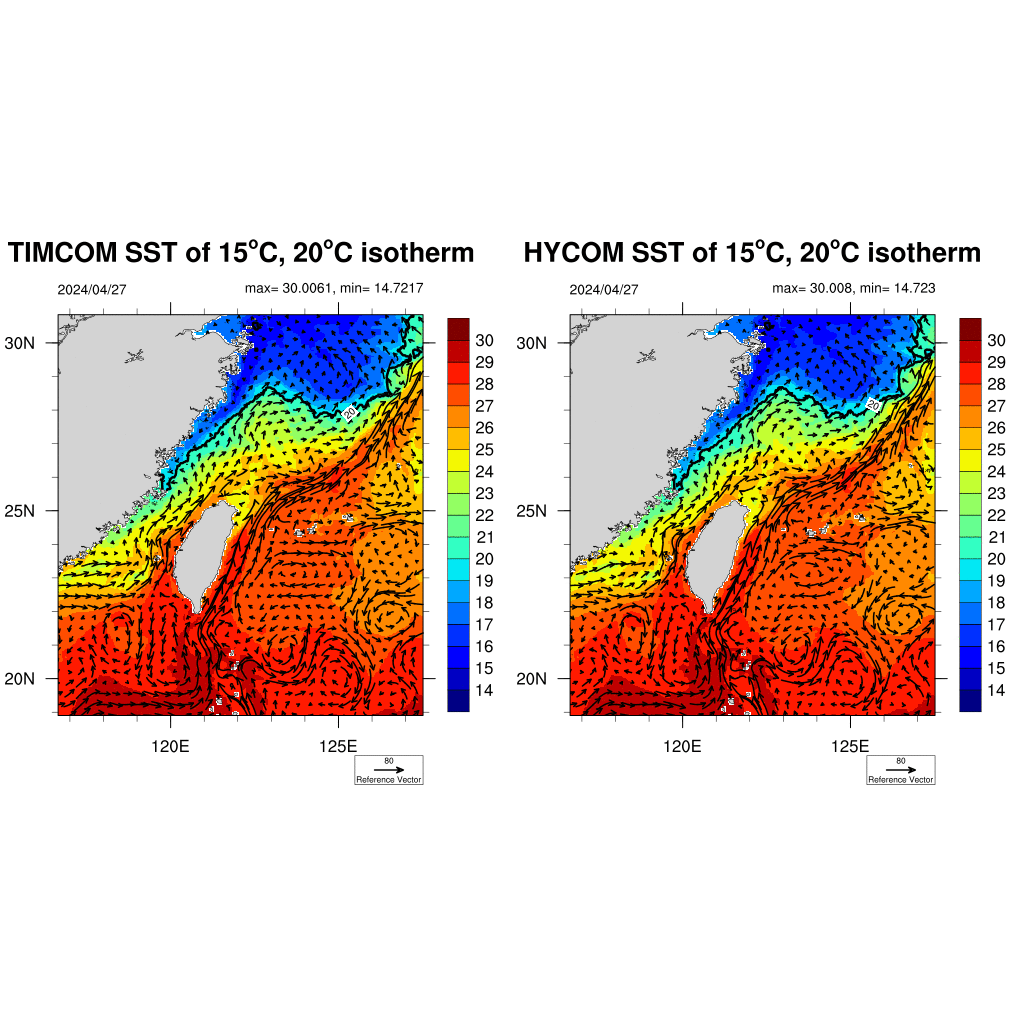 TIMCOM SST of 15°C, 20°C isotherm
2024/04/27
max= 30.0061, min= 14.7217
30N
25N
20N
120E
125E
20
30
29
28
27
26
25
24
23
22
21
20
19
18
17
16
15
14
80
Reference Vector
HYCOM SST of 15°C, 20°C isotherm
2024/04/27
max= 30.008, min= 14.723
30N
25N
20N
120E
125E
20
30
29
28
27
26
25
24
23
22
21
20
19
18
17
16
15
14
80
Reference Vector